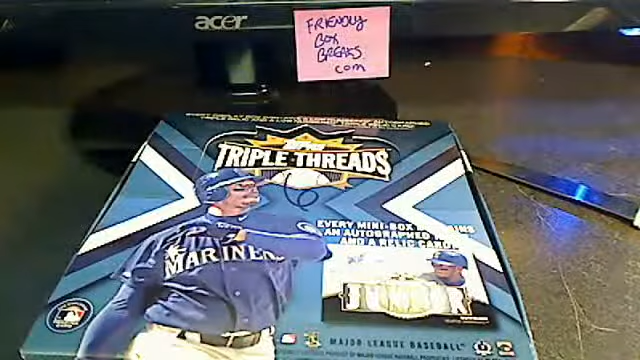 acer
FRIENDLY
BOX
BREAKS
.com
TOPPS
TRIPLE THREADS
6
EVERY MINI-BOX
AN AUTOGRAPHED
AND A RELIC CARD
MARINERS
JUNIOR
MAJOR LEAGUE BASEBALL